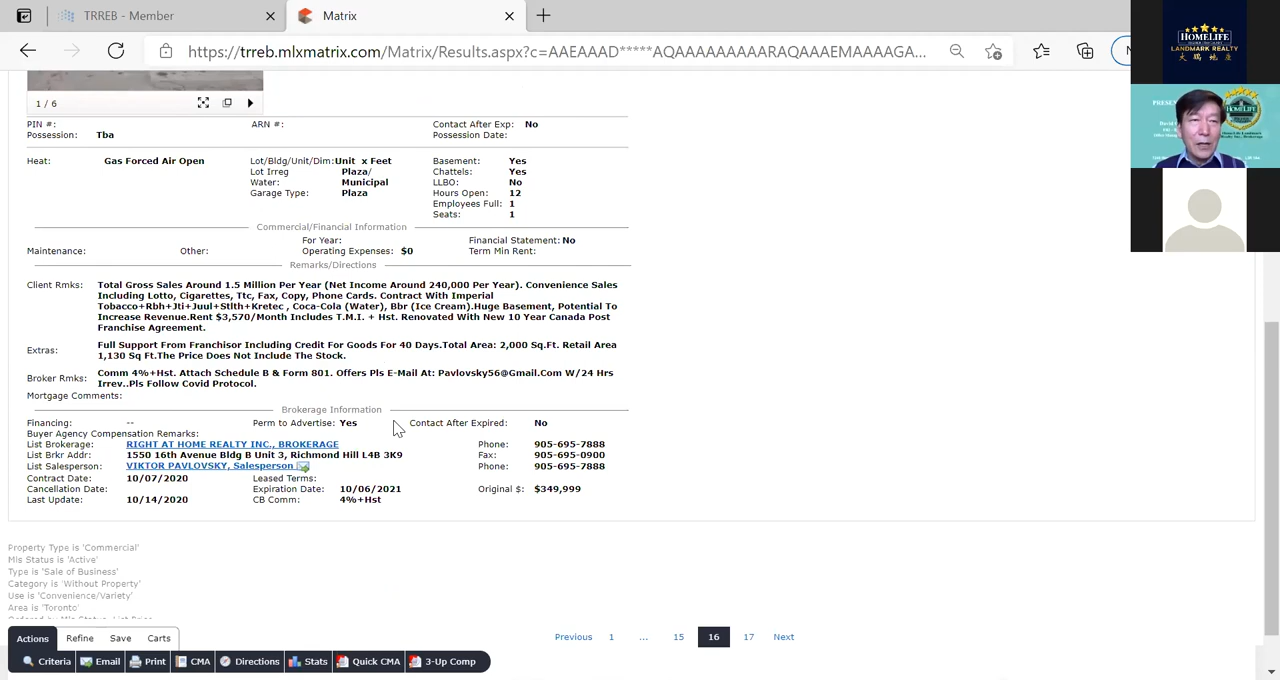 TRREB - Member
Matrix
https://trreb.mlxmatrix.com/Matrix/Results.aspx?c=AAEAAAD*****AQAAAAAAAAARAQAAAEMAAAAGA...
HOMELIFE
LANDMARK REALTY
1 / 6
PIN #: ARN #: Contact After Exp: No
Possession: Tba Possession Date:
Heat: Gas Forced Air Open Lot/Bldg/Unit/Dim:Unit x Feet Basement: Yes
Lot Irreg Plaza/ Chattels: Yes
Water: Municipal LLBO: No
Garage Type: Plaza Hours Open: 12
Employees Full: 1
Seats: 1
Commercial/Financial Information
For Year: Financial Statement: No
Maintenance: Other: Operating Expenses: $0 Term Min Rent:
Remarks/Directions
Client Rmks: Total Gross Sales Around 1.5 Million Per Year (Net Income Around 240,000 Per Year). Convenience Sales
Including Lotto, Cigarettes, Ttc, Fax, Copy, Phone Cards. Contract With Imperial
Tobacco+Rbh+Jti+Juul+Stlth+Kretec , Coca-Cola (Water), Bbr (Ice Cream).Huge Basement, Potential To
Increase Revenue.Rent $3,570/Month Includes T.M.I. + Hst. Renovated With New 10 Year Canada Post
Franchise Agreement.
Extras: Full Support From Franchisor Including Credit For Goods For 40 Days.Total Area: 2,000 Sq.Ft. Retail Area
1,130 Sq Ft.The Price Does Not Include The Stock.
Broker Rmks: Comm 4%+Hst. Attach Schedule B & Form 801. Offers Pls E-Mail At: Pavlovsky56@Gmail.Com W/24 Hrs
Irrev..Pls Follow Covid Protocol.
Mortgage Comments:
Brokerage Information
Financing: -- Perm to Advertise: Yes Contact After Expired: No
Buyer Agency Compensation Remarks:
List Brokerage: RIGHT AT HOME REALTY INC., BROKERAGE Phone: 905-695-7888
List Brkr Addr: 1550 16th Avenue Bldg B Unit 3, Richmond Hill L4B 3K9 Fax: 905-695-0900
List Salesperson: VIKTOR PAVLOVSKY, Salesperson Phone: 905-695-7888
Contract Date: 10/07/2020 Leased Terms:
Cancellation Date: Expiration Date: 10/06/2021 Original $: $349,999
Last Update: 10/14/2020 CB Comm: 4%+Hst
Property Type is 'Commercial'
Mls Status is 'Active'
Type is 'Sale of Business'
Category is 'Without Property'
Use is 'Convenience/Variety'
Area is 'Toronto'
Previous 1 ... 15 16 17 Next
Actions Refine Save Carts
Criteria Email Print CMA Directions Stats Quick CMA 3-Up Comp